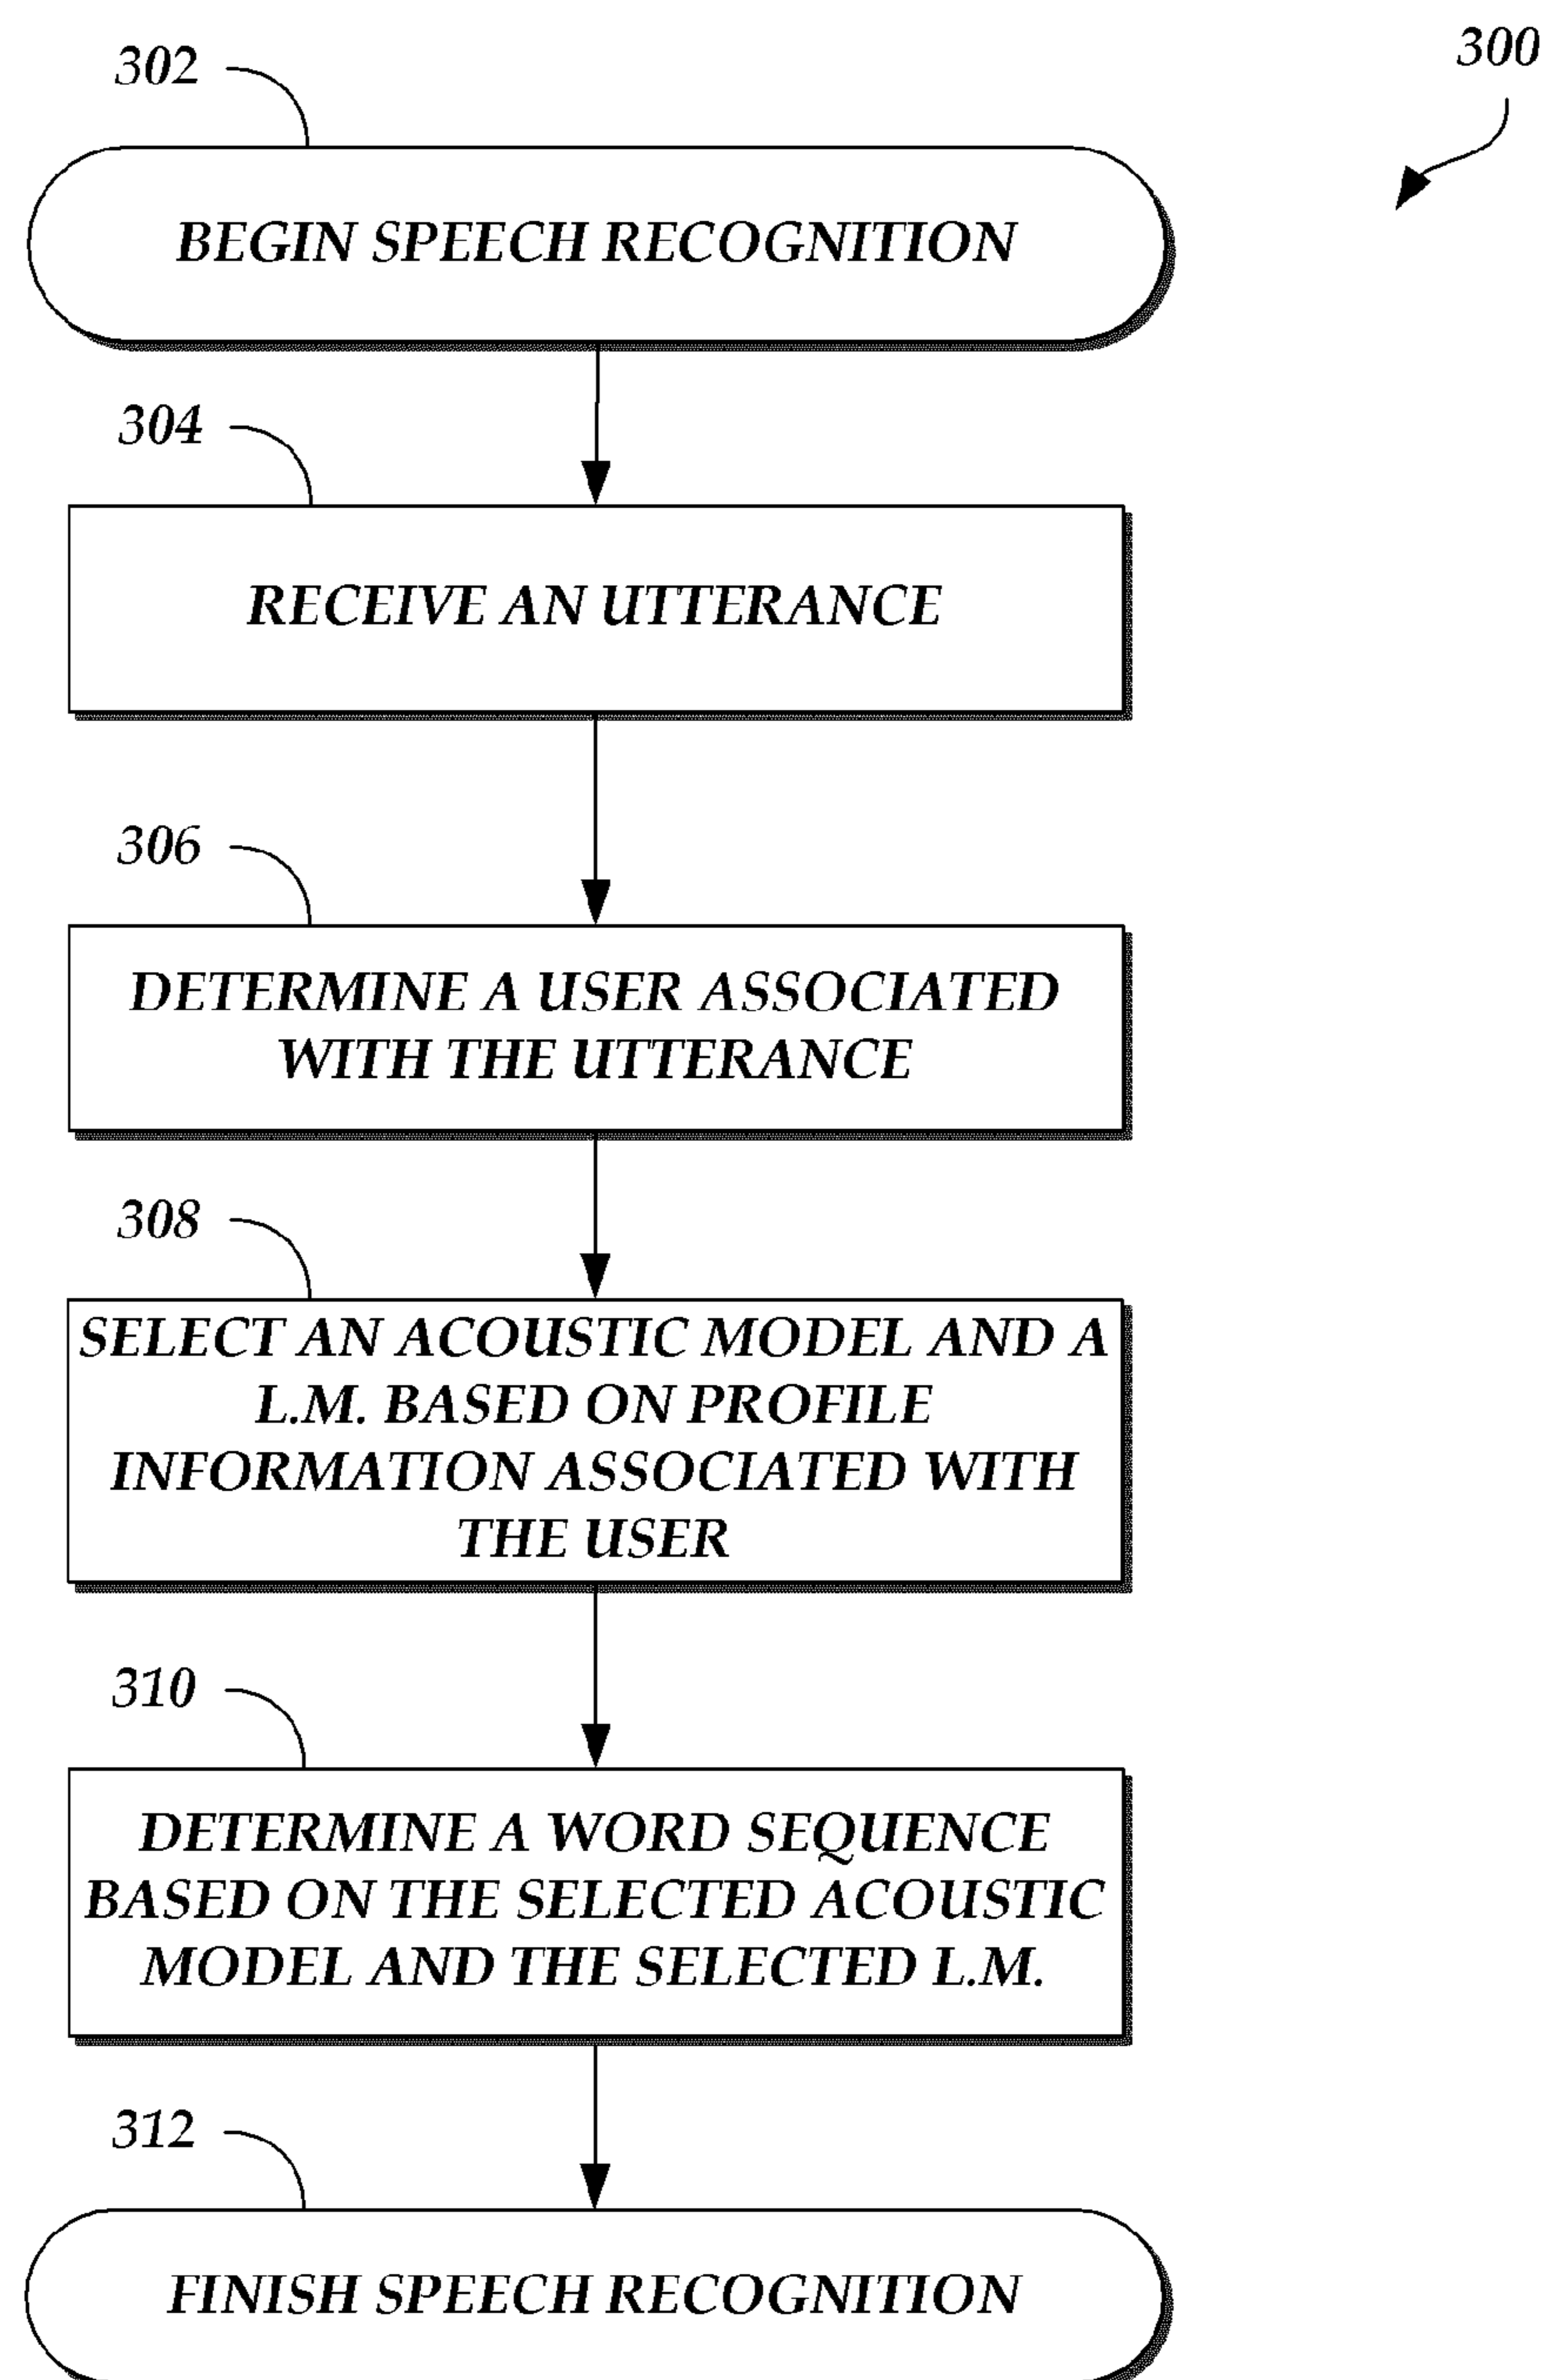 302
300
BEGIN SPEECH RECOGNITION
304
RECEIVE AN UTTERANCE
306
DETERMINE A USER ASSOCIATED
WITH THE UTTERANCE
308
SELECT AN ACOUSTIC MODEL AND A
L.M. BASED ON PROFILE
INFORMATION ASSOCIATED WITH
THE USER
310
DETERMINE A WORD SEQUENCE
BASED ON THE SELECTED ACOUSTIC
MODEL AND THE SELECTED L.M.
312
FINISH SPEECH RECOGNITION